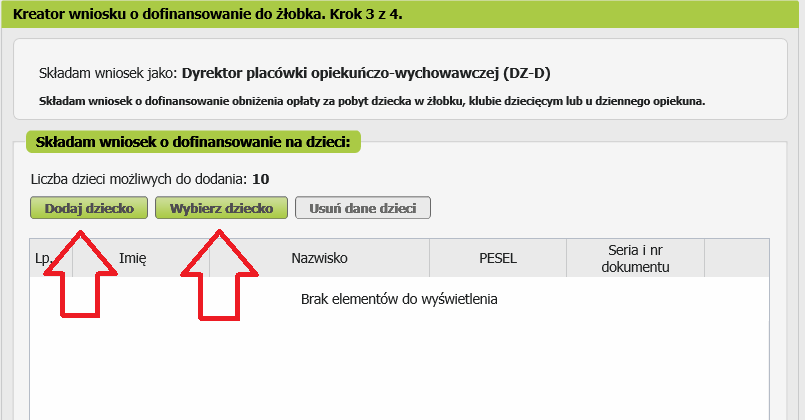 Kreator wniosku o dofinansowanie do żłobka. Krok 3 z 4.
Składam wniosek jako: Dyrektor placówki opiekuńczo-wychowawczej (DZ-D)
Składam wniosek o dofinansowanie obniżenia opłaty za pobyt dziecka w żłobku, klubie dziecięcym lub u dziennego opiekuna.
Składam wniosek o dofinansowanie na dzieci:
Liczba dzieci możliwych do dodania: 10
Dodaj dziecko Wybierz dziecko Usuń dane dzieci
Lp. Imię Nazwisko PESEL Seria i nr
dokumentu
Brak elementów do wyświetlenia